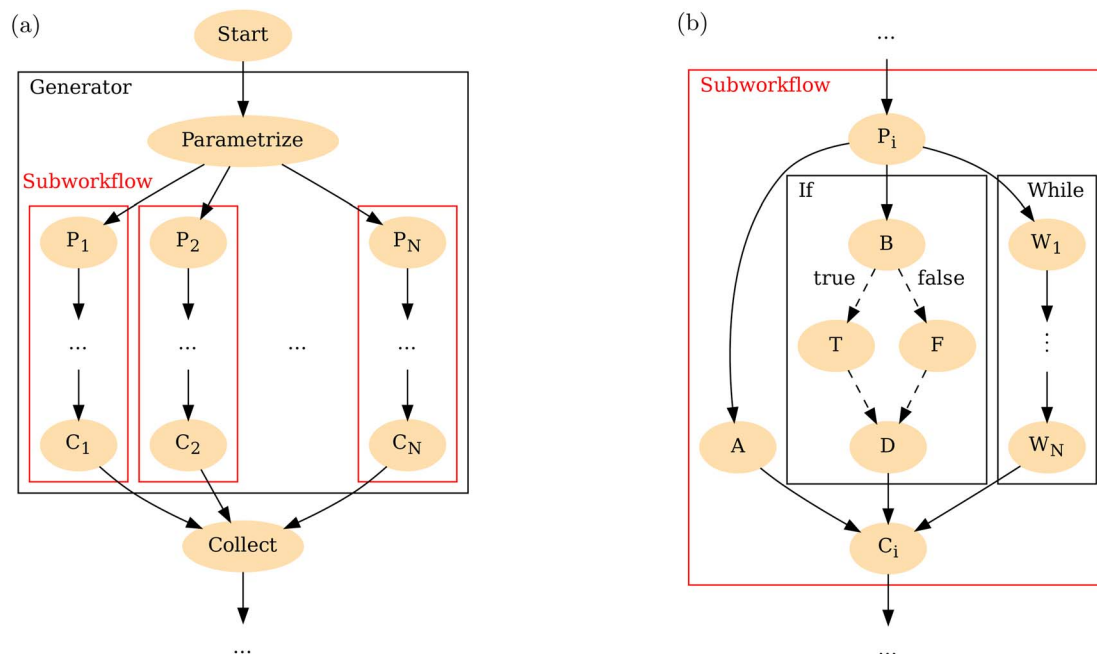 (a)
Start
Generator
Parametrize
Subworkflow
P1 P2 PN
... ... ... ...
C1 C2 CN
Collect
...
(b)
...
Subworkflow
Pi
If While
B W1
true false
T F ...
A D WN
Ci
...